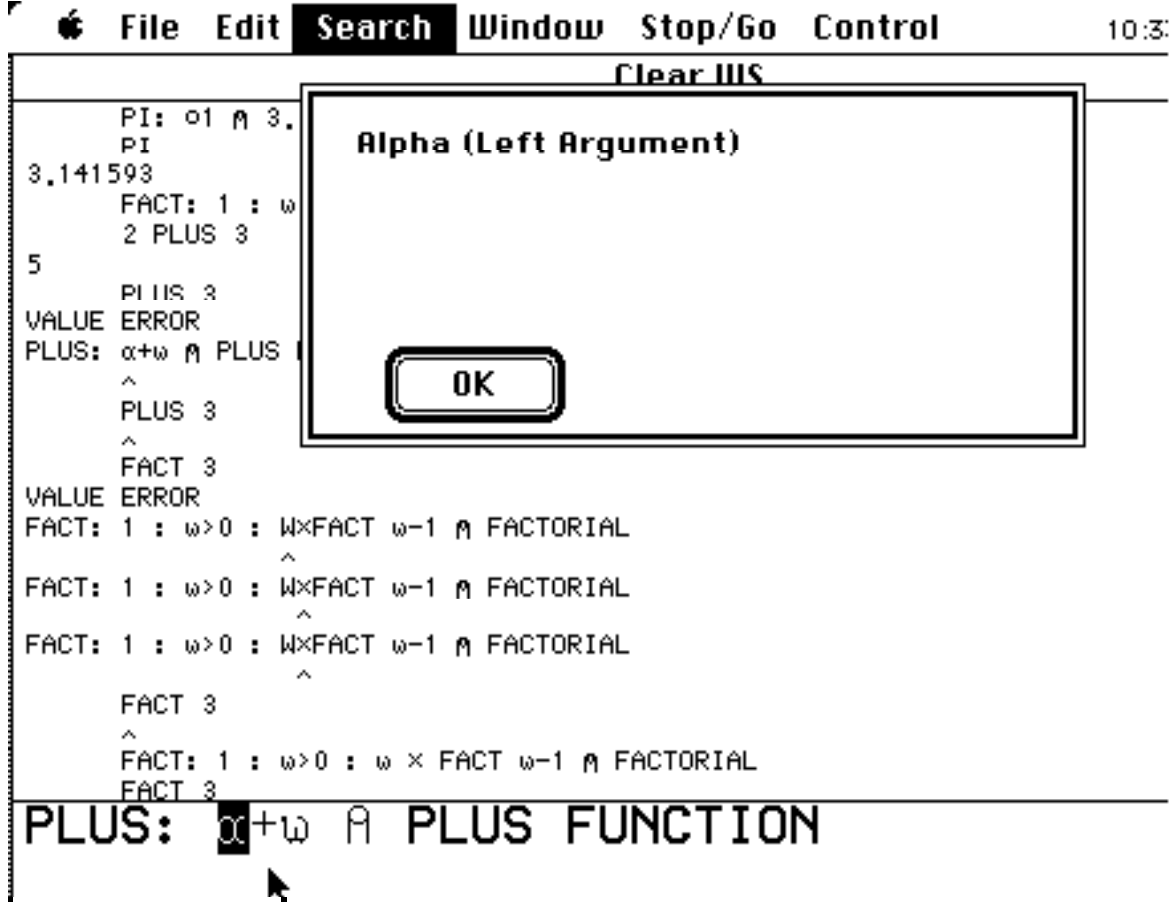 File Edit Search Window Stop/Go Control 10:3
Clear WS
PI: ○1 ⍝ 3.
PI
3.141593
FACT: 1 : ω
2 PLUS 3
5
PLUS 3
VALUE ERROR
PLUS: α+ω ⍝ PLUS
^
PLUS 3
^
FACT 3
VALUE ERROR
FACT: 1 : ω>0 : W×FACT ω-1 ⍝ FACTORIAL
^
FACT: 1 : ω>0 : W×FACT ω-1 ⍝ FACTORIAL
^
FACT: 1 : ω>0 : W×FACT ω-1 ⍝ FACTORIAL
^
FACT 3
^
FACT: 1 : ω>0 : ω × FACT ω-1 ⍝ FACTORIAL
FACT 3
Alpha (Left Argument)
OK
PLUS: α+ω ⍝ PLUS FUNCTION